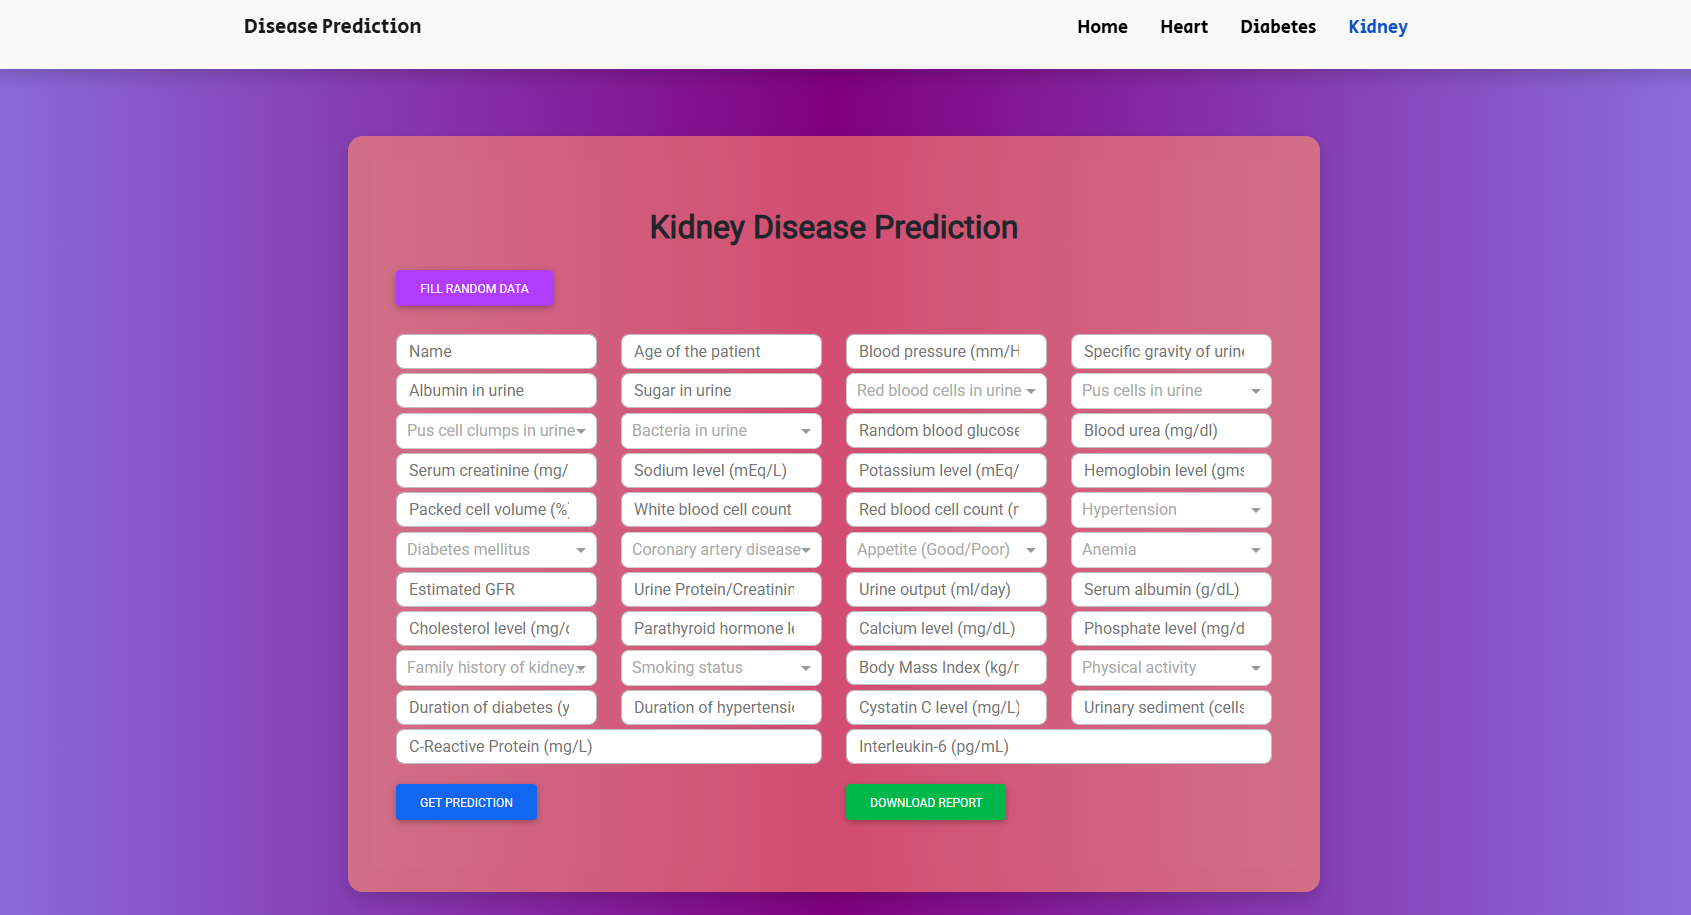 Disease Prediction Home Heart Diabetes Kidney
Kidney Disease Prediction
FILL RANDOM DATA
Name Age of the patient Blood pressure (mm/H Specific gravity of urine
Albumin in urine Sugar in urine Red blood cells in urine Pus cells in urine
Pus cell clumps in urine Bacteria in urine Random blood glucose Blood urea (mg/dl)
Serum creatinine (mg/ Sodium level (mEq/L) Potassium level (mEq/ Hemoglobin level (gms
Packed cell volume (%) White blood cell count Red blood cell count (m Hypertension
Diabetes mellitus Coronary artery disease Appetite (Good/Poor) Anemia
Estimated GFR Urine Protein/Creatinin Urine output (ml/day) Serum albumin (g/dL)
Cholesterol level (mg/d Parathyroid hormone le Calcium level (mg/dL) Phosphate level (mg/d
Family history of kidney... Smoking status Body Mass Index (kg/m Physical activity
Duration of diabetes (y Duration of hypertensio Cystatin C level (mg/L) Urinary sediment (cells
C-Reactive Protein (mg/L) Interleukin-6 (pg/mL)
GET PREDICTION DOWNLOAD REPORT